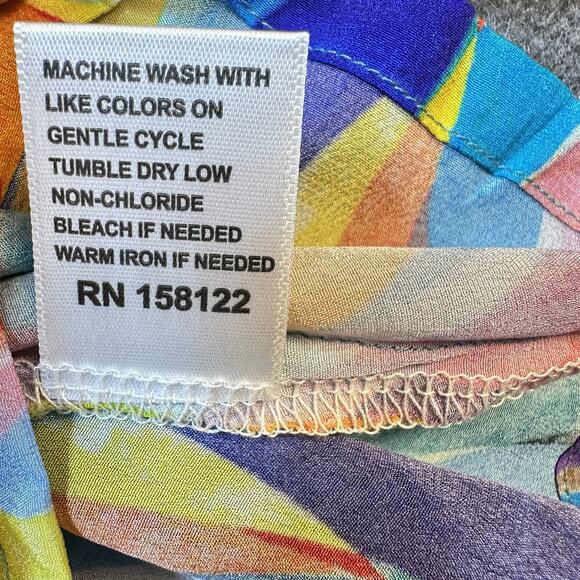 MACHINE WASH WITH
LIKE COLORS ON
GENTLE CYCLE
TUMBLE DRY LOW
NON-CHLORIDE
BLEACH IF NEEDED
WARM IRON IF NEEDED
RN 158122